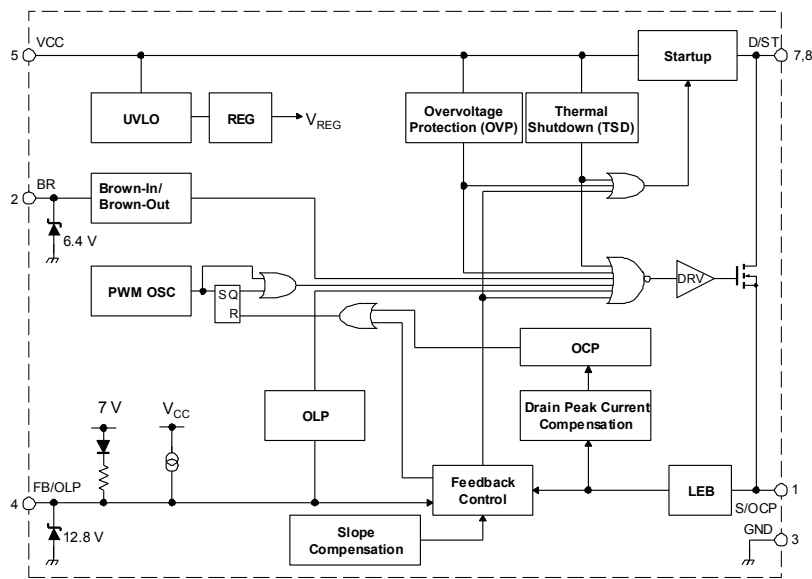 VCC
5
D/ST
7,8
Startup
UVLO
REG
VREG
Overvoltage
Protection (OVP)
Thermal
Shutdown (TSD)
BR
2
Brown-In/
Brown-Out
6.4 V
PWM OSC
S Q
R
DRV
OCP
Drain Peak Current
Compensation
OLP
7 V
VCC
FB/OLP
4
12.8 V
Feedback
Control
LEB
1
S/OCP
Slope
Compensation
GND
3